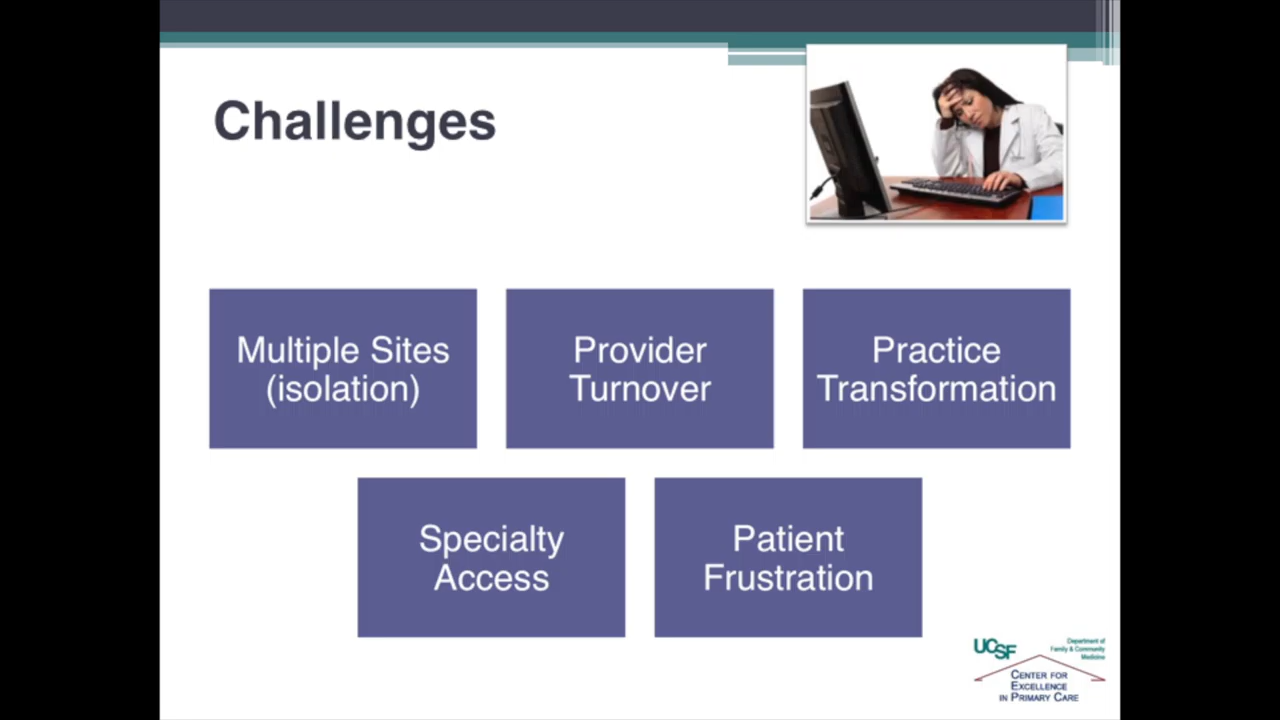 Challenges
Multiple Sites
(isolation)
Provider
Turnover
Practice
Transformation
Specialty
Access
Patient
Frustration
UCSF
Department of
Family & Community
Medicine
CENTER FOR
EXCELLENCE
IN PRIMARY CARE